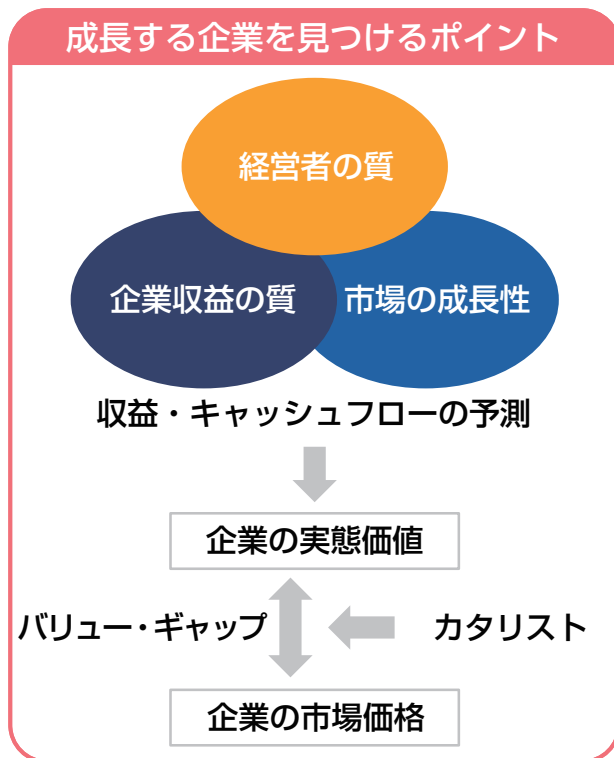 成長する企業を見つけるポイント
経営者の質
企業収益の質
市場の成長性
収益・キャッシュフローの予測
企業の実態価値
バリュー・ギャップ
カタリスト
企業の市場価格